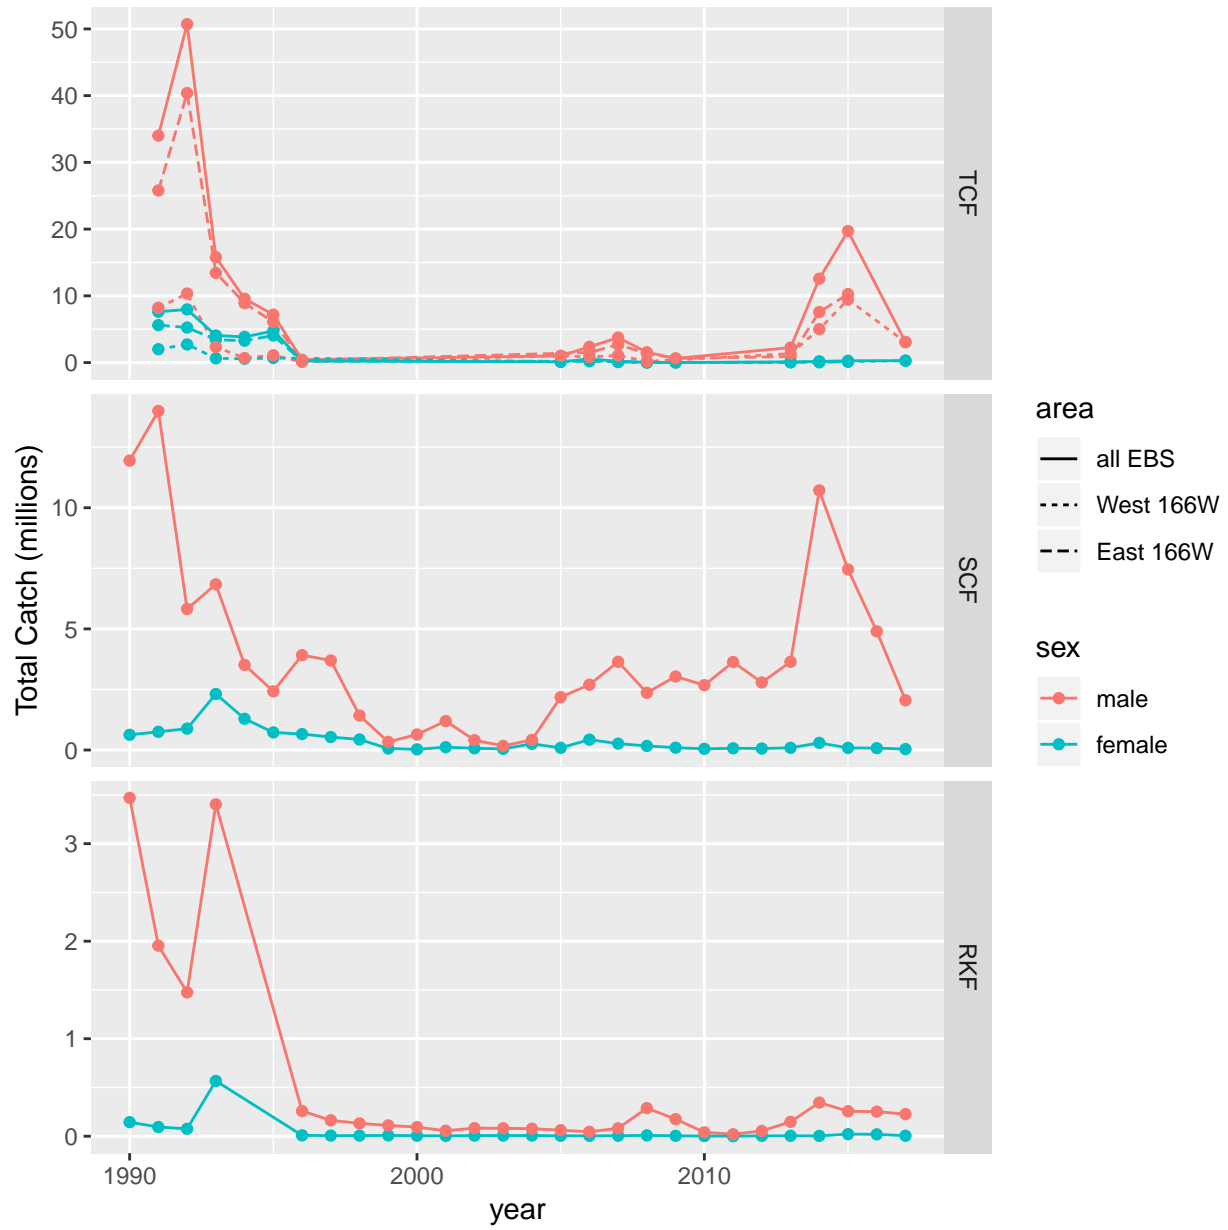 50
40
30
20
10
0
TCF
10
5
0
SCF
3
2
1
0
RKF
1990
2000
2010
year
Total Catch (millions)
area
all EBS
West 166W
East 166W
sex
male
female